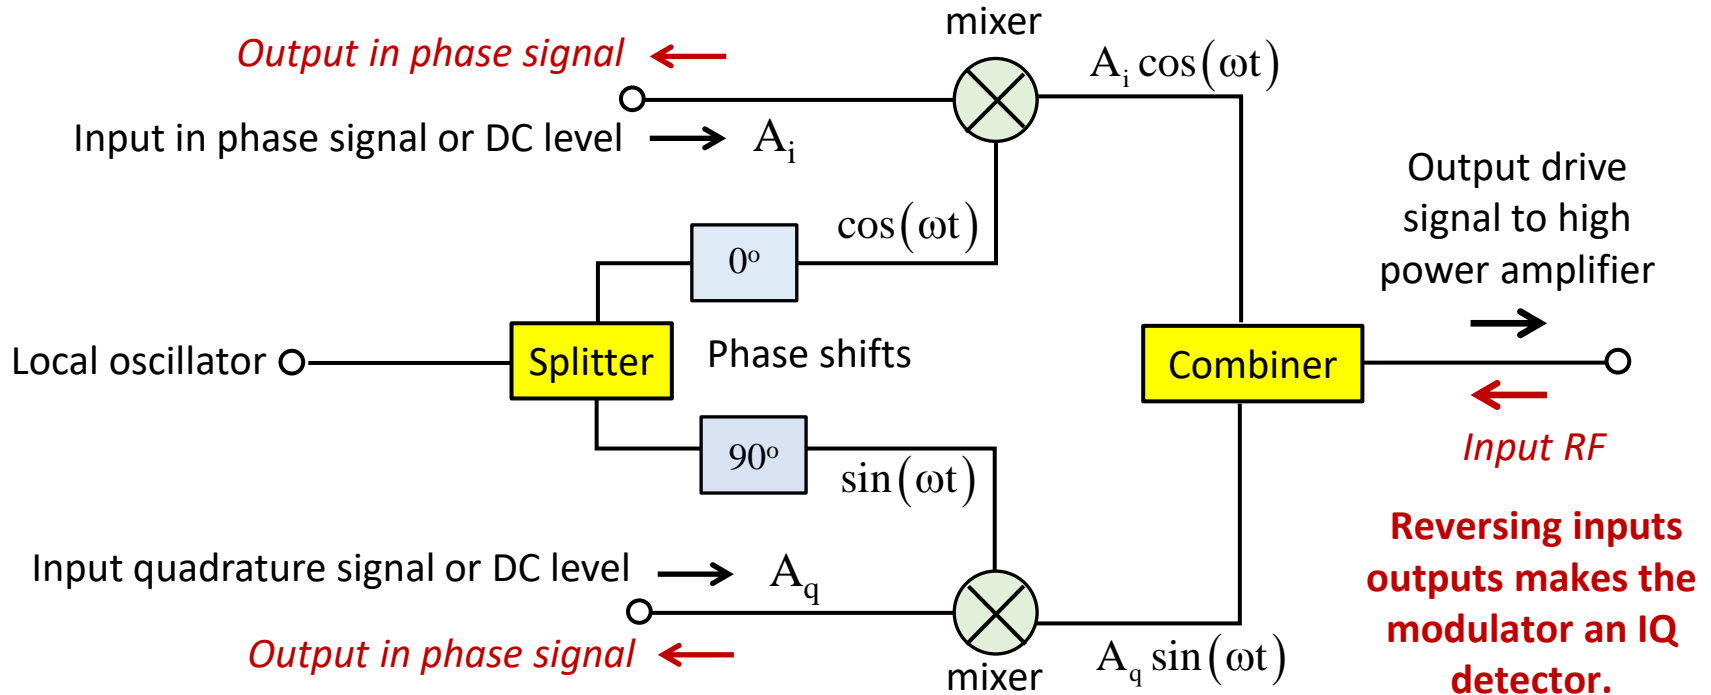 mixer
Output in phase signal
A_i cos(ωt)
Input in phase signal or DC level
A_i
Output drive
signal to high
power amplifier
cos(ωt)
0°
Local oscillator
Splitter
Phase shifts
Combiner
90°
sin(ωt)
Input RF
Input quadrature signal or DC level
A_q
Output in phase signal
mixer
A_q sin(ωt)
Reversing inputs
outputs makes the
modulator an IQ
detector.